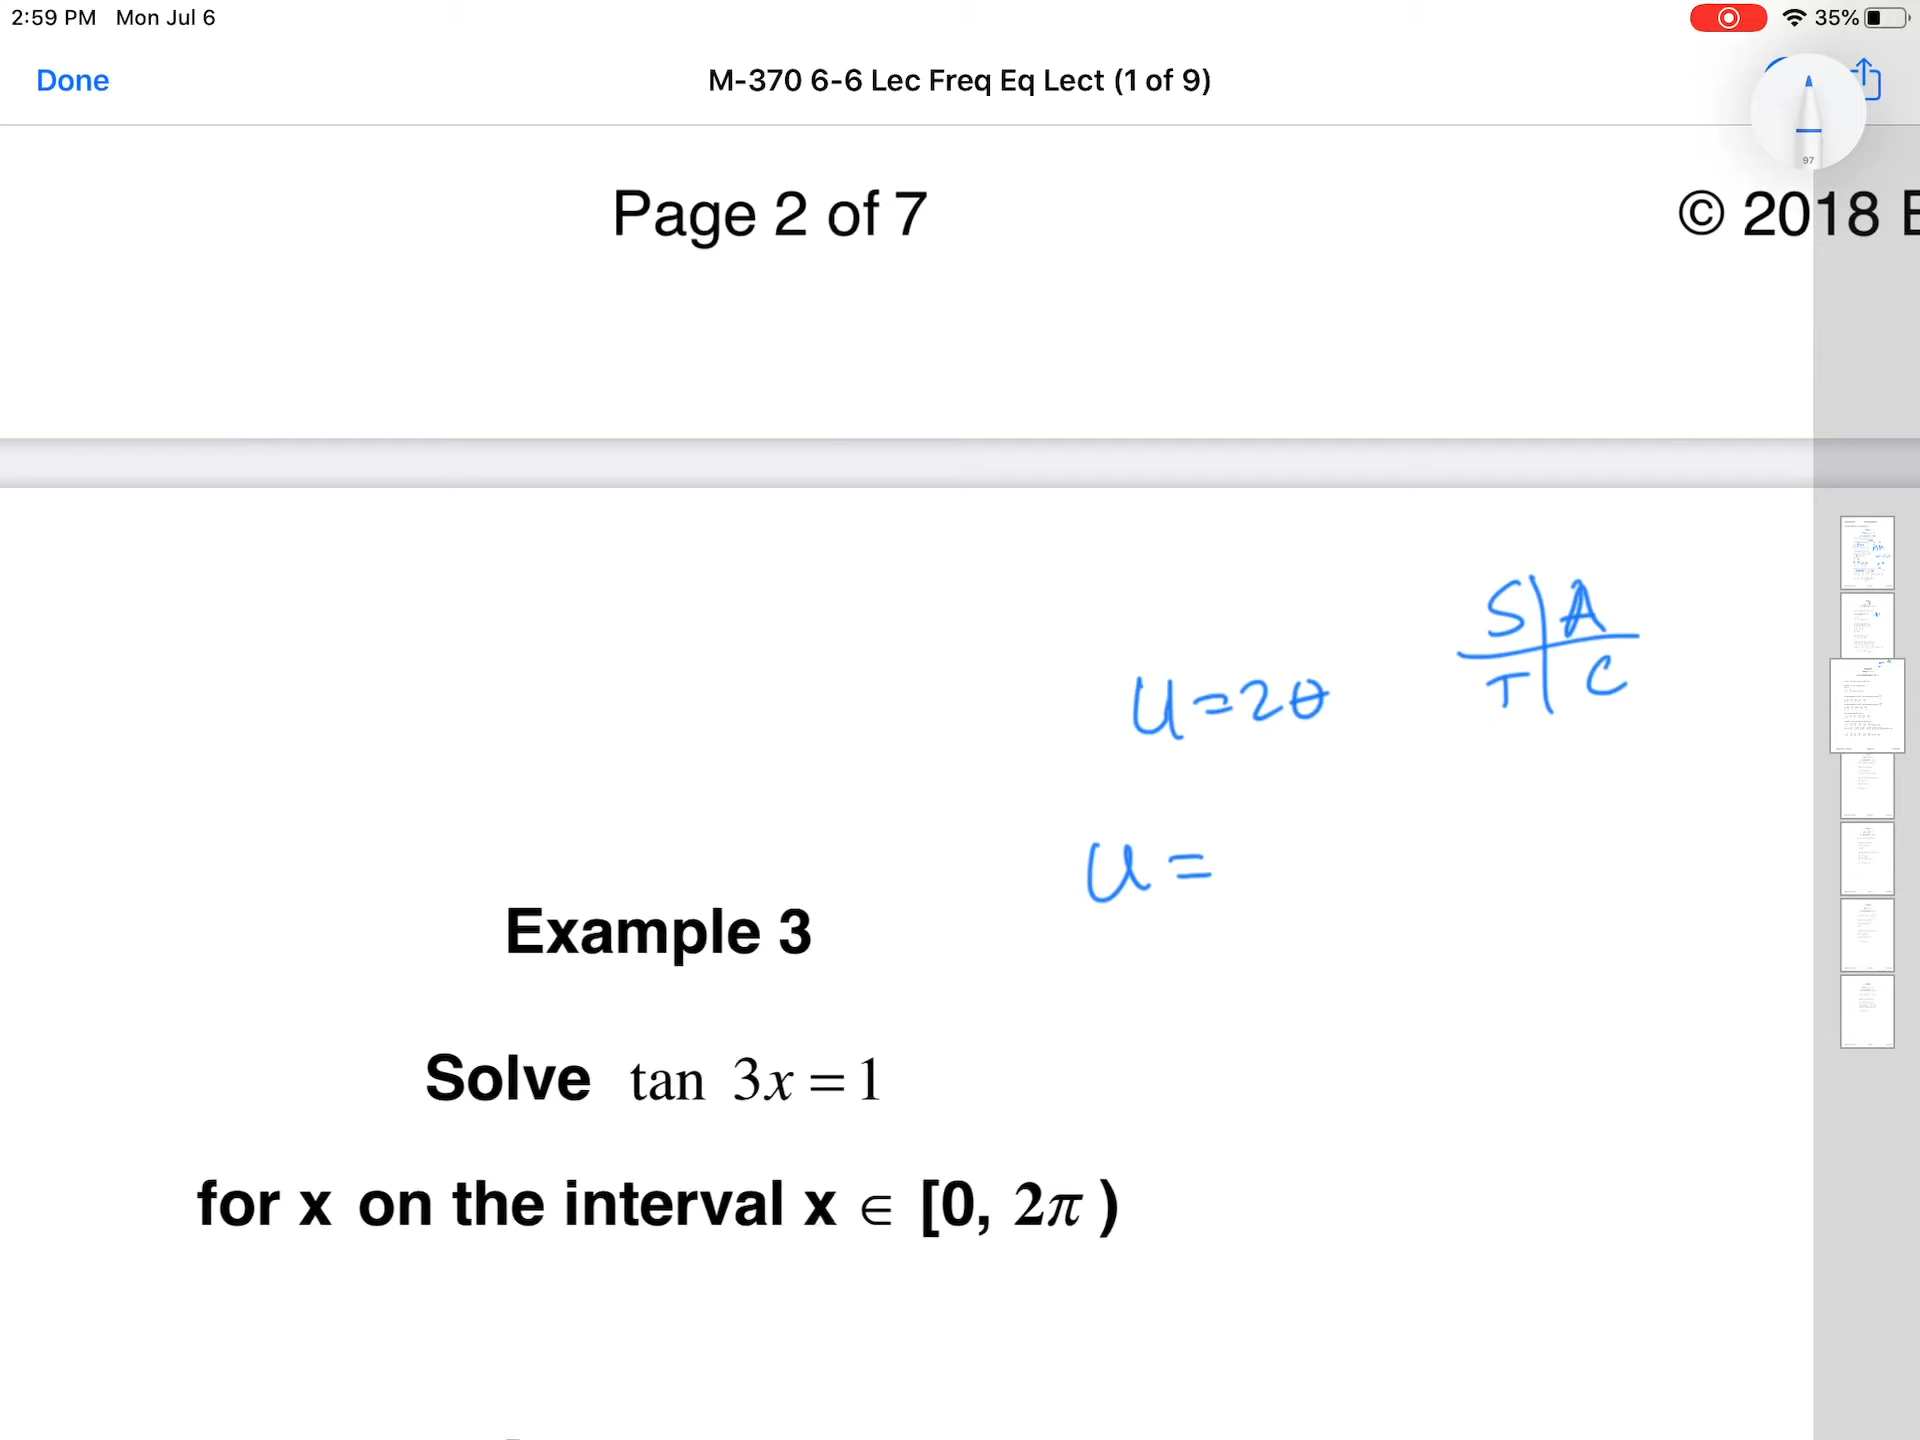 2:59 PM Mon Jul 6
35%
Done
M-370 6-6 Lec Freq Eq Lect (1 of 9)
97
Page 2 of 7
© 2018 E
S A
T C
u=2θ
u=
Example 3
Solve tan 3x = 1
for x on the interval x ∈ [0, 2π )